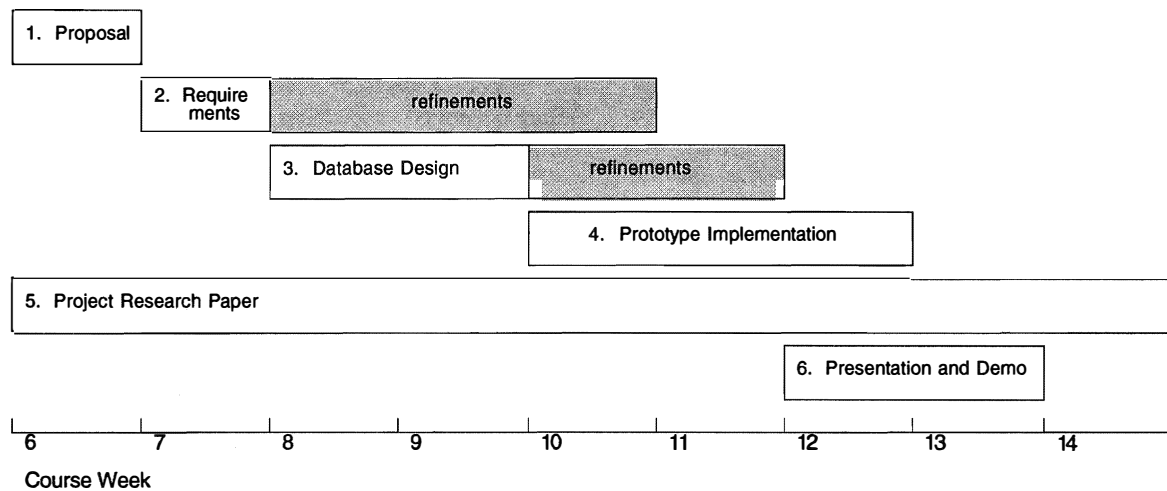 1. Proposal
2. Require
ments
refinements
3. Database Design
refinements
4. Prototype Implementation
5. Project Research Paper
6. Presentation and Demo
6 7 8 9 10 11 12 13 14
Course Week